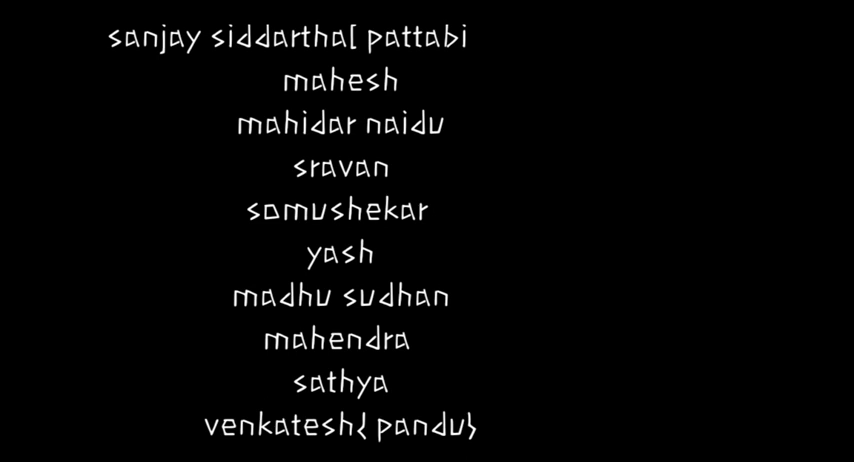 sanjay siddartha[ pattabi
mahesh
mahidar naidu
sravan
somushekar
yash
madhu sudhan
mahendra
sathya
venkatesh{ pandu}